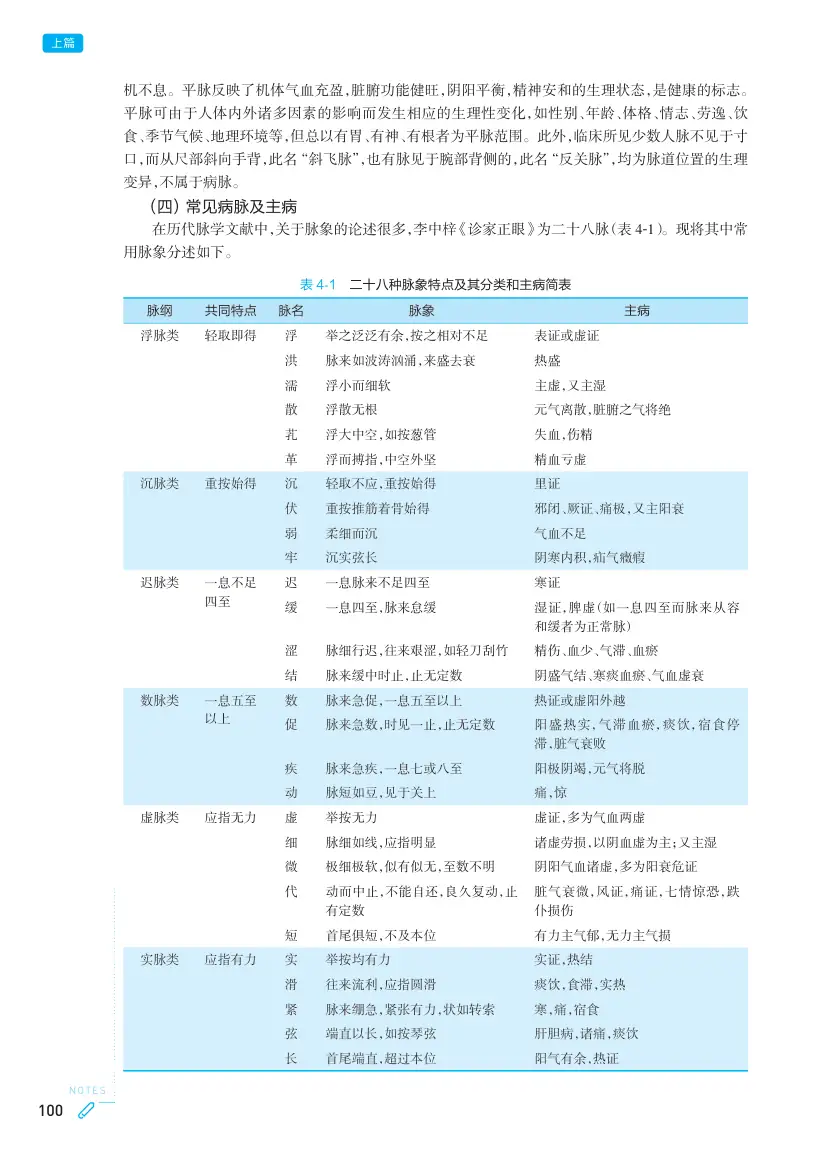 上篇
机不息。平脉反映了机体气血充盈,脏腑功能健旺,阴阳平衡,精神安和的生理状态,是健康的标志。
平脉可由于人体内外诸多因素的影响而发生相应的生理性变化,如性别、年龄、体格、情志、劳逸、饮
食、季节气候、地理环境等,但总以有胃、有神、有根者为平脉范围。此外,临床所见少数人脉不见于寸
口,而从尺部斜向手背,此名“斜飞脉”,也有脉见于腕部背侧的,此名“反关脉”,均为脉道位置的生理
变异,不属于病脉。
(四)常见病脉及主病
在历代脉学文献中,关于脉象的论述很多,李中梓《诊家正眼》为二十八脉(表 4-1)。现将其中常
用脉象分述如下。
表 4-1 二十八种脉象特点及其分类和主病简表
脉纲 共同特点 脉名 脉象 主病
浮脉类 轻取即得 浮 举之泛泛有余,按之相对不足 表证或虚证
洪 脉来如波涛汹涌,来盛去衰 热盛
濡 浮小而细软 主虚,又主湿
散 浮散无根 元气离散,脏腑之气将绝
芤 浮大中空,如按葱管 失血,伤精
革 浮而搏指,中空外坚 精血亏虚
沉脉类 重按始得 沉 轻取不应,重按始得 里证
伏 重按推筋着骨始得 邪闭、厥证、痛极,又主阳衰
弱 柔细而沉 气血不足
牢 沉实弦长 阴寒内积,疝气癥瘕
迟脉类 一息不足 迟 一息脉来不足四至 寒证
四至
缓 一息四至,脉来怠缓 湿证,脾虚(如一息四至而脉来从容
和缓者为正常脉)
涩 脉细行迟,往来艰涩,如轻刀刮竹 精伤、血少、气滞、血瘀
结 脉来缓中时止,止无定数 阴盛气结、寒痰血瘀、气血虚衰
数脉类 一息五至 数 脉来急促,一息五至以上 热证或虚阳外越
以上
促 脉来急数,时见一止,止无定数 阳盛热实,气滞血瘀,痰饮,宿食停
滞,脏气衰败
疾 脉来急疾,一息七或八至 阳极阴竭,元气将脱
动 脉短如豆,见于关上 痛,惊
虚脉类 应指无力 虚 举按无力 虚证,多为气血两虚
细 脉细如线,应指明显 诸虚劳损,以阴血虚为主;又主湿
微 极细极软,似有似无,至数不明 阴阳气血诸虚,多为阳衰危证
代 动而中止,不能自还,良久复动,止 脏气衰微,风证,痛证,七情惊恐,跌
有定数 仆损伤
短 首尾俱短,不及本位 有力主气郁,无力主气损
实脉类 应指有力 实 举按均有力 实证,热结
滑 往来流利,应指圆滑 痰饮,食滞,实热
紧 脉来绷急,紧张有力,状如转索 寒,痛,宿食
弦 端直以长,如按琴弦 肝胆病,诸痛,痰饮
长 首尾端直,超过本位 阳气有余,热证
NOTES
100